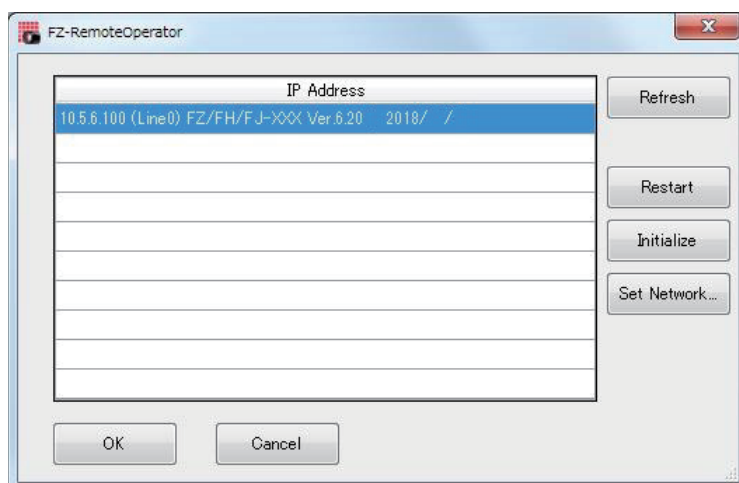 FZ-RemoteOperator
IP Address
10.5.6.100 (Line0) FZ/FH/FJ-XXX Ver.6.20 2018/ /
Refresh
Restart
Initialize
Set Network...
OK
Cancel